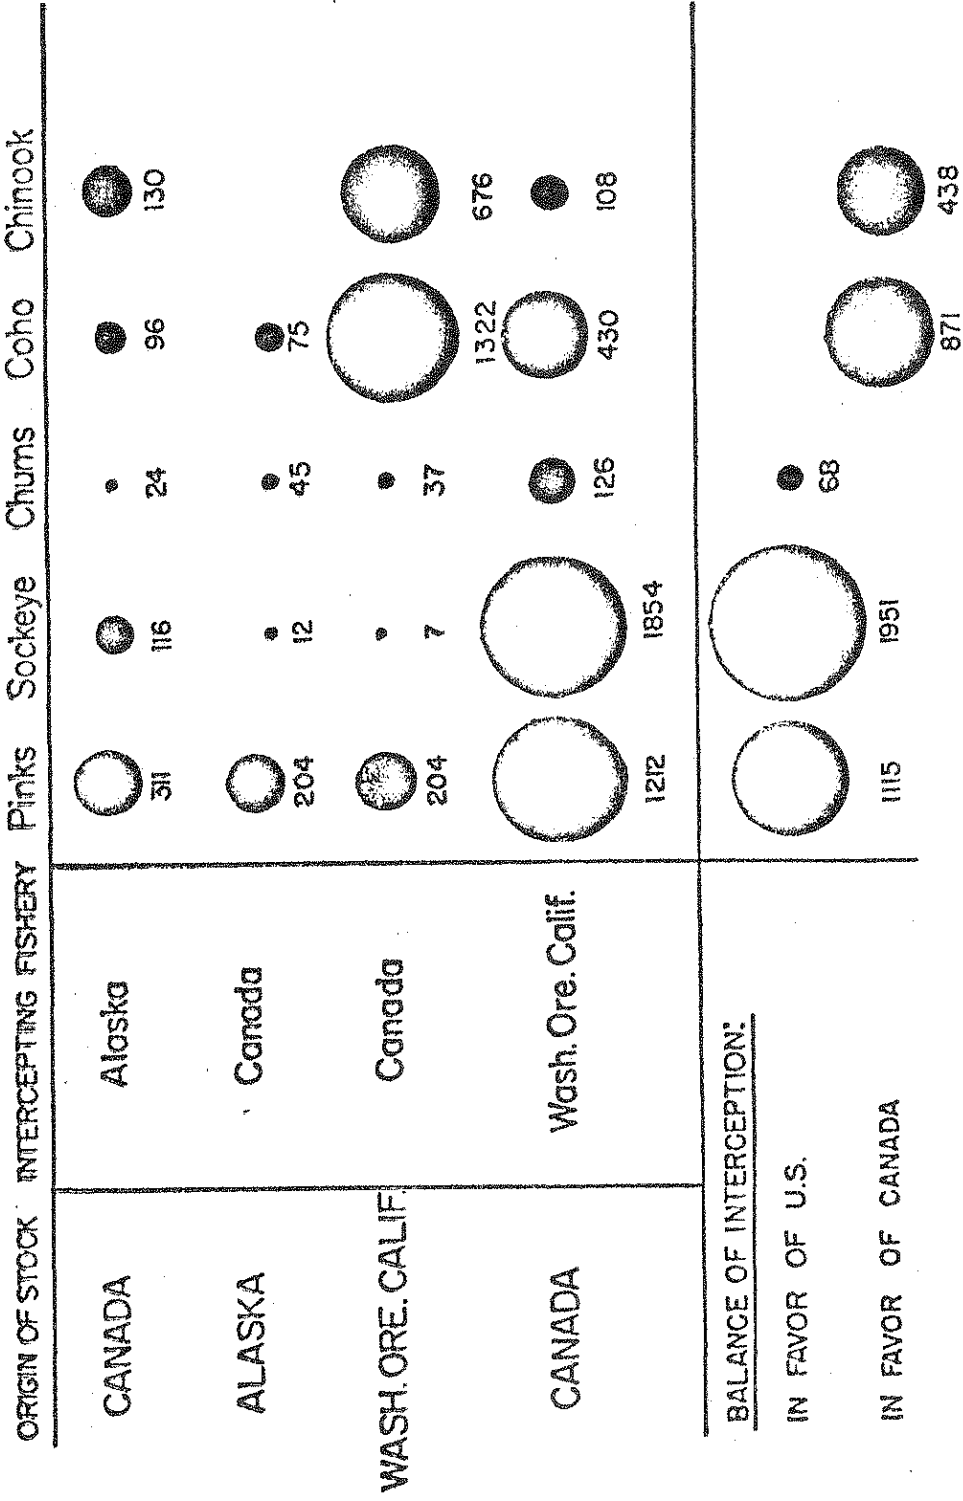 ORIGIN OF STOCK INTERCEPTING FISHERY Pinks Sockeye Chums Coho Chinook
CANADA Alaska 311 116 24 96 130
ALASKA Canada 204 12 45 75
WASH. ORE. CALIF. Canada 204 7 37 1322 676
CANADA Wash. Ore. Calif. 1212 1854 126 430 108
BALANCE OF INTERCEPTION:
IN FAVOR OF U.S. 1115 1951 68
IN FAVOR OF CANADA 871 438